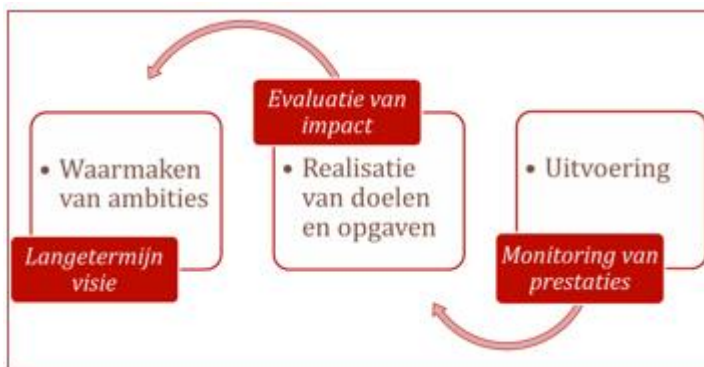 • Waarmaken
van ambities
Langetermijn
visie
Evaluatie van
impact
• Realisatie
van doelen
en opgaven
• Uitvoering
Monitoring van
prestaties